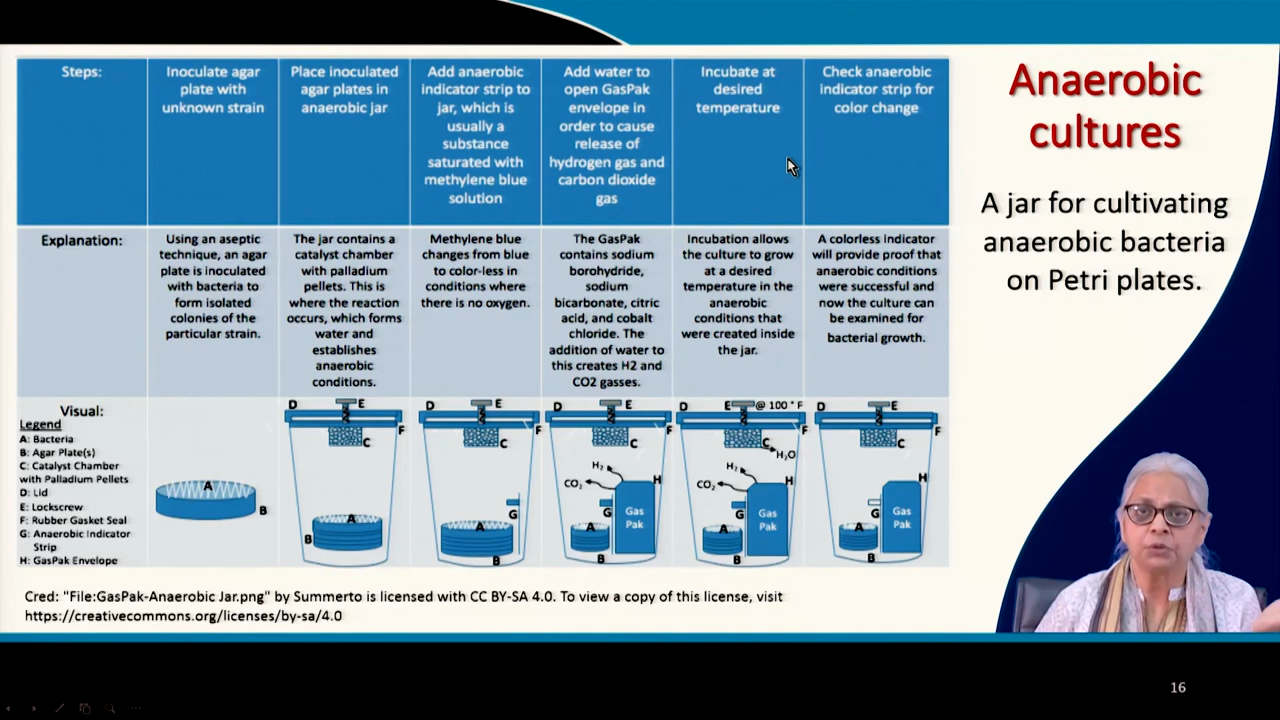 Steps:
Inoculate agar
plate with
unknown strain
Place inoculated
agar plates in
anaerobic jar
Add anaerobic
indicator strip to
jar, which is
usually a
substance
saturated with
methylene blue
solution
Add water to
open GasPak
envelope in
order to cause
release of
hydrogen gas and
carbon dioxide
gas
Incubate at
desired
temperature
Check anaerobic
indicator strip for
color change
Explanation:
Using an aseptic
technique, an agar
plate is inoculated
with bacteria to
form isolated
colonies of the
particular strain.
The jar contains a
catalyst chamber
with palladium
pellets. This is
where the reaction
occurs, which forms
water and
establishes
anaerobic
conditions.
Methylene blue
changes from blue
to color-less in
conditions where
there is no oxygen.
The GasPak
contains sodium
borohydride,
sodium
bicarbonate, citric
acid, and cobalt
chloride. The
addition of water to
this creates H2 and
CO2 gasses.
Incubation allows
the culture to grow
at a desired
temperature in the
anaerobic
conditions that
were created inside
the jar.
A colorless indicator
will provide proof that
anaerobic conditions
were successful and
now the culture can
be examined for
bacterial growth.
Visual:
Legend
A: Bacteria
B: Agar Plate(s)
C: Catalyst Chamber
with Palladium Pellets
D: Lid
E: Lockscrew
F: Rubber Gasket Seal
G: Anaerobic Indicator
Strip
H: GasPak Envelope
A
B
D
E
F
C
A
B
D
E
F
C
G
A
B
D
E
F
C
H₂
CO₂
H
G
A
B
Gas
Pak
D
E
@ 100 ° F
F
C
H₂O
H₂
CO₂
H
G
A
B
Gas
Pak
D
E
F
C
H
G
A
B
Gas
Pak
Anaerobic
cultures
A jar for cultivating
anaerobic bacteria
on Petri plates.
Cred: "File:GasPak-Anaerobic Jar.png" by Summerto is licensed with CC BY-SA 4.0. To view a copy of this license, visit
https://creativecommons.org/licenses/by-sa/4.0
16